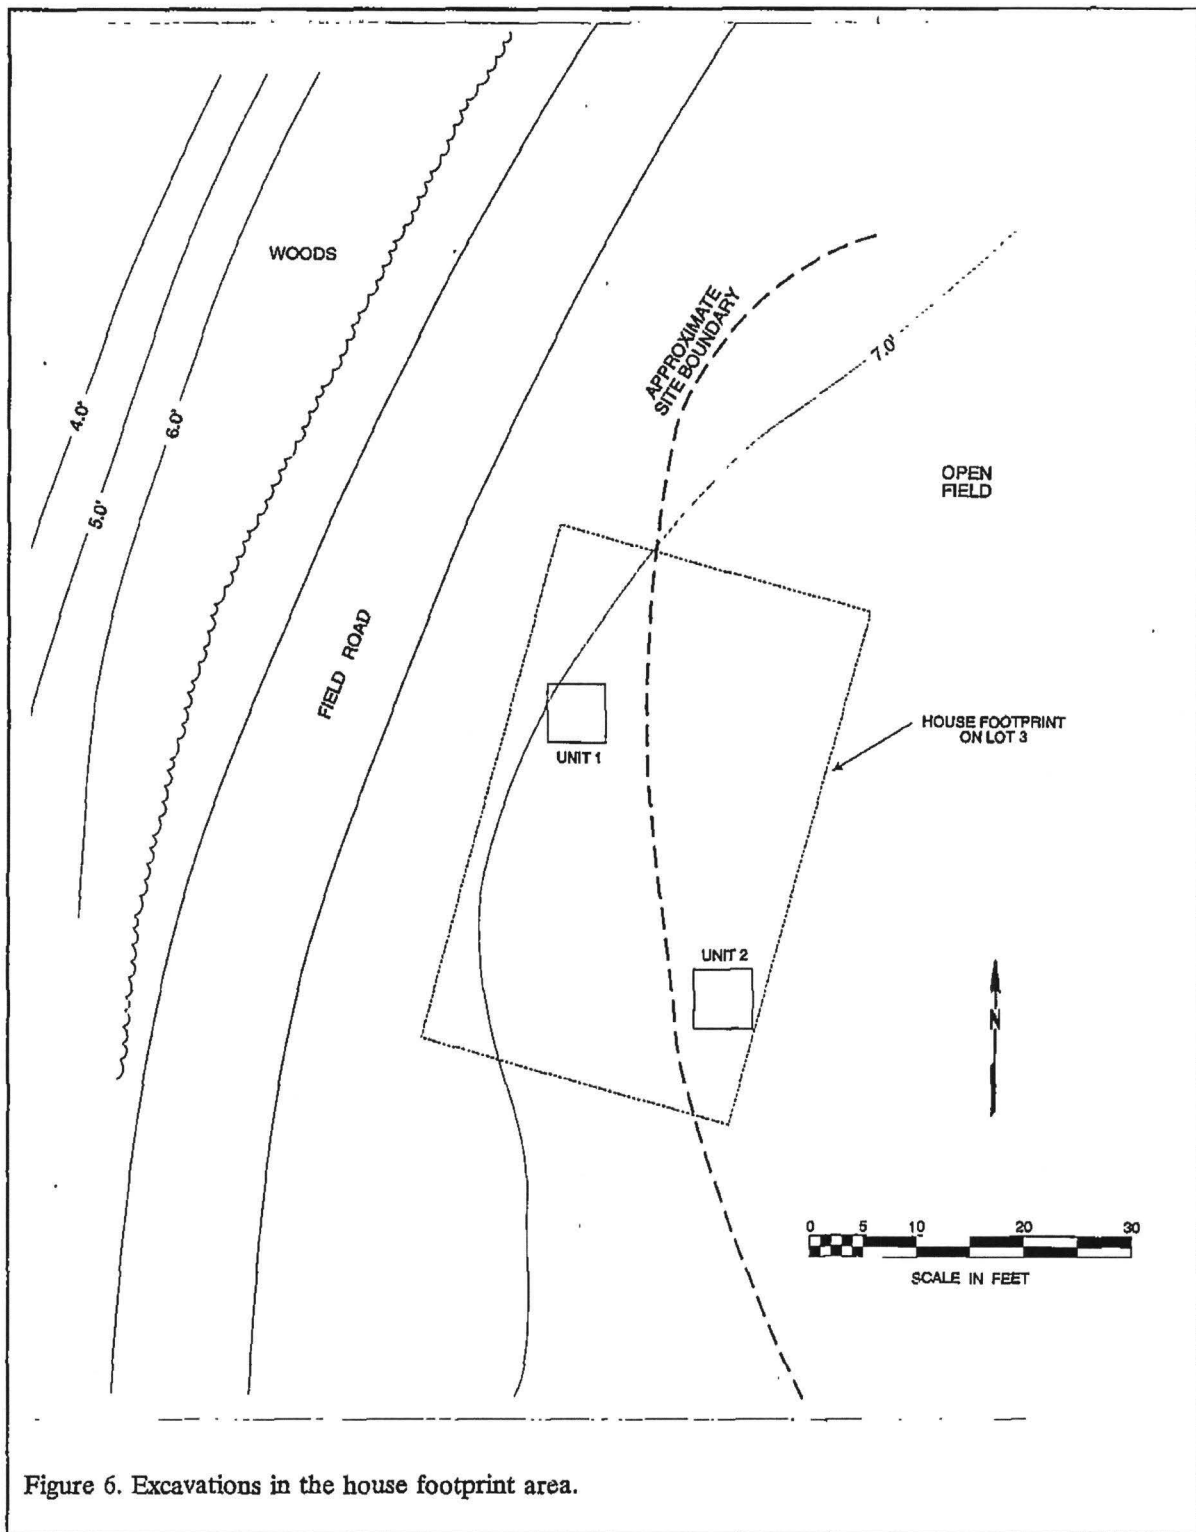 WOODS
4.0'
5.0'
6.0'
APPROXIMATE
SITE BOUNDARY
7.0'
OPEN
FIELD
FIELD ROAD
UNIT 1
HOUSE FOOTPRINT
ON LOT 3
UNIT 2
N
0 5 10 20 30
SCALE IN FEET
Figure 6. Excavations in the house footprint area.